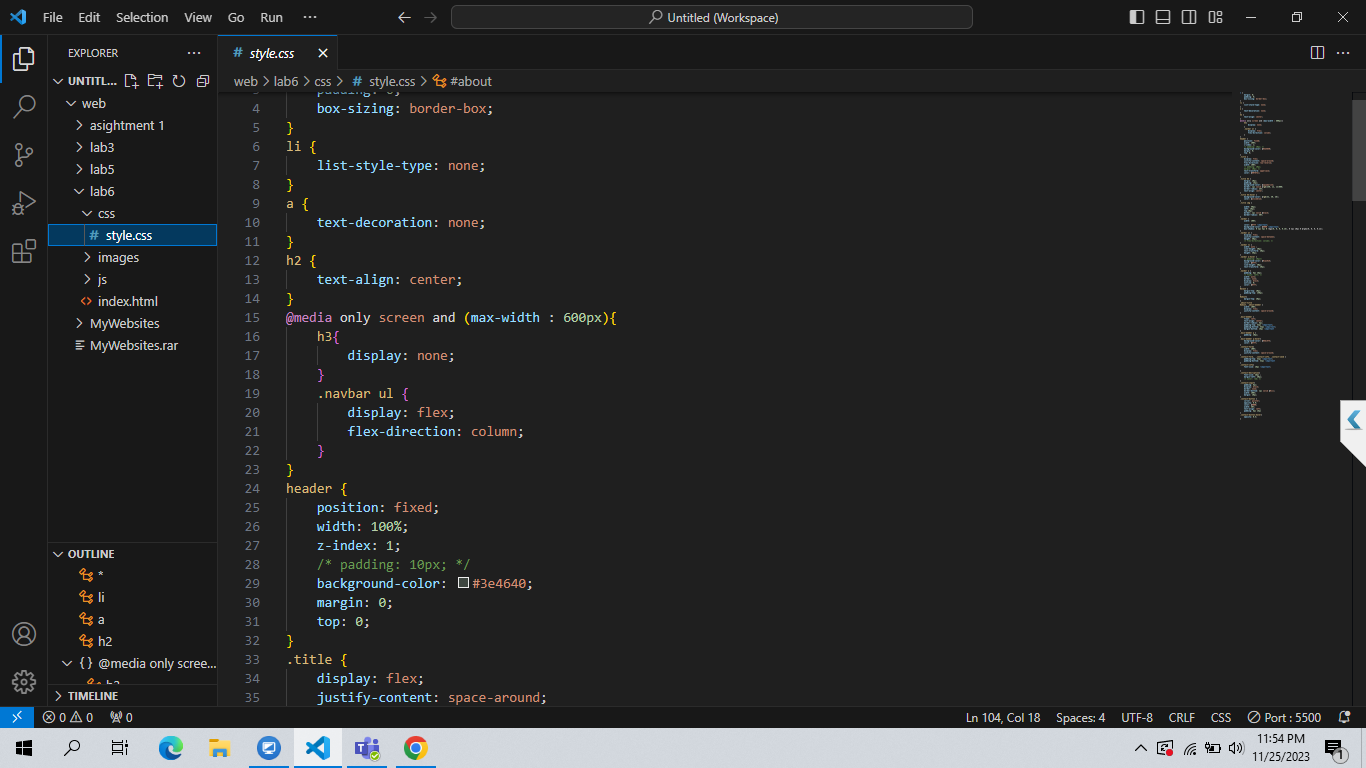 File Edit Selection View Go Run ···
Untitled (Workspace)
EXPLORER ···
UNTITL...
web
asightment 1
lab3
lab5
lab6
css
# style.css
images
js
<> index.html
MyWebsites
MyWebsites.rar
OUTLINE
*
li
a
h2
{ } @media only scree...
h3
TIMELINE
# style.css
web > lab6 > css > # style.css > #about
padding: 0;
4 box-sizing: border-box;
5 }
6 li {
7 list-style-type: none;
8 }
9 a {
10 text-decoration: none;
11 }
12 h2 {
13 text-align: center;
14 }
15 @media only screen and (max-width : 600px){
16 h3{
17 display: none;
18 }
19 .navbar ul {
20 display: flex;
21 flex-direction: column;
22 }
23 }
24 header {
25 position: fixed;
26 width: 100%;
27 z-index: 1;
28 /* padding: 10px; */
29 background-color: #3e4640;
30 margin: 0;
31 top: 0;
32 }
33 .title {
34 display: flex;
35 justify-content: space-around;
0 0 0
Ln 104, Col 18 Spaces: 4 UTF-8 CRLF CSS Port : 5500
11:54 PM
11/25/2023
1